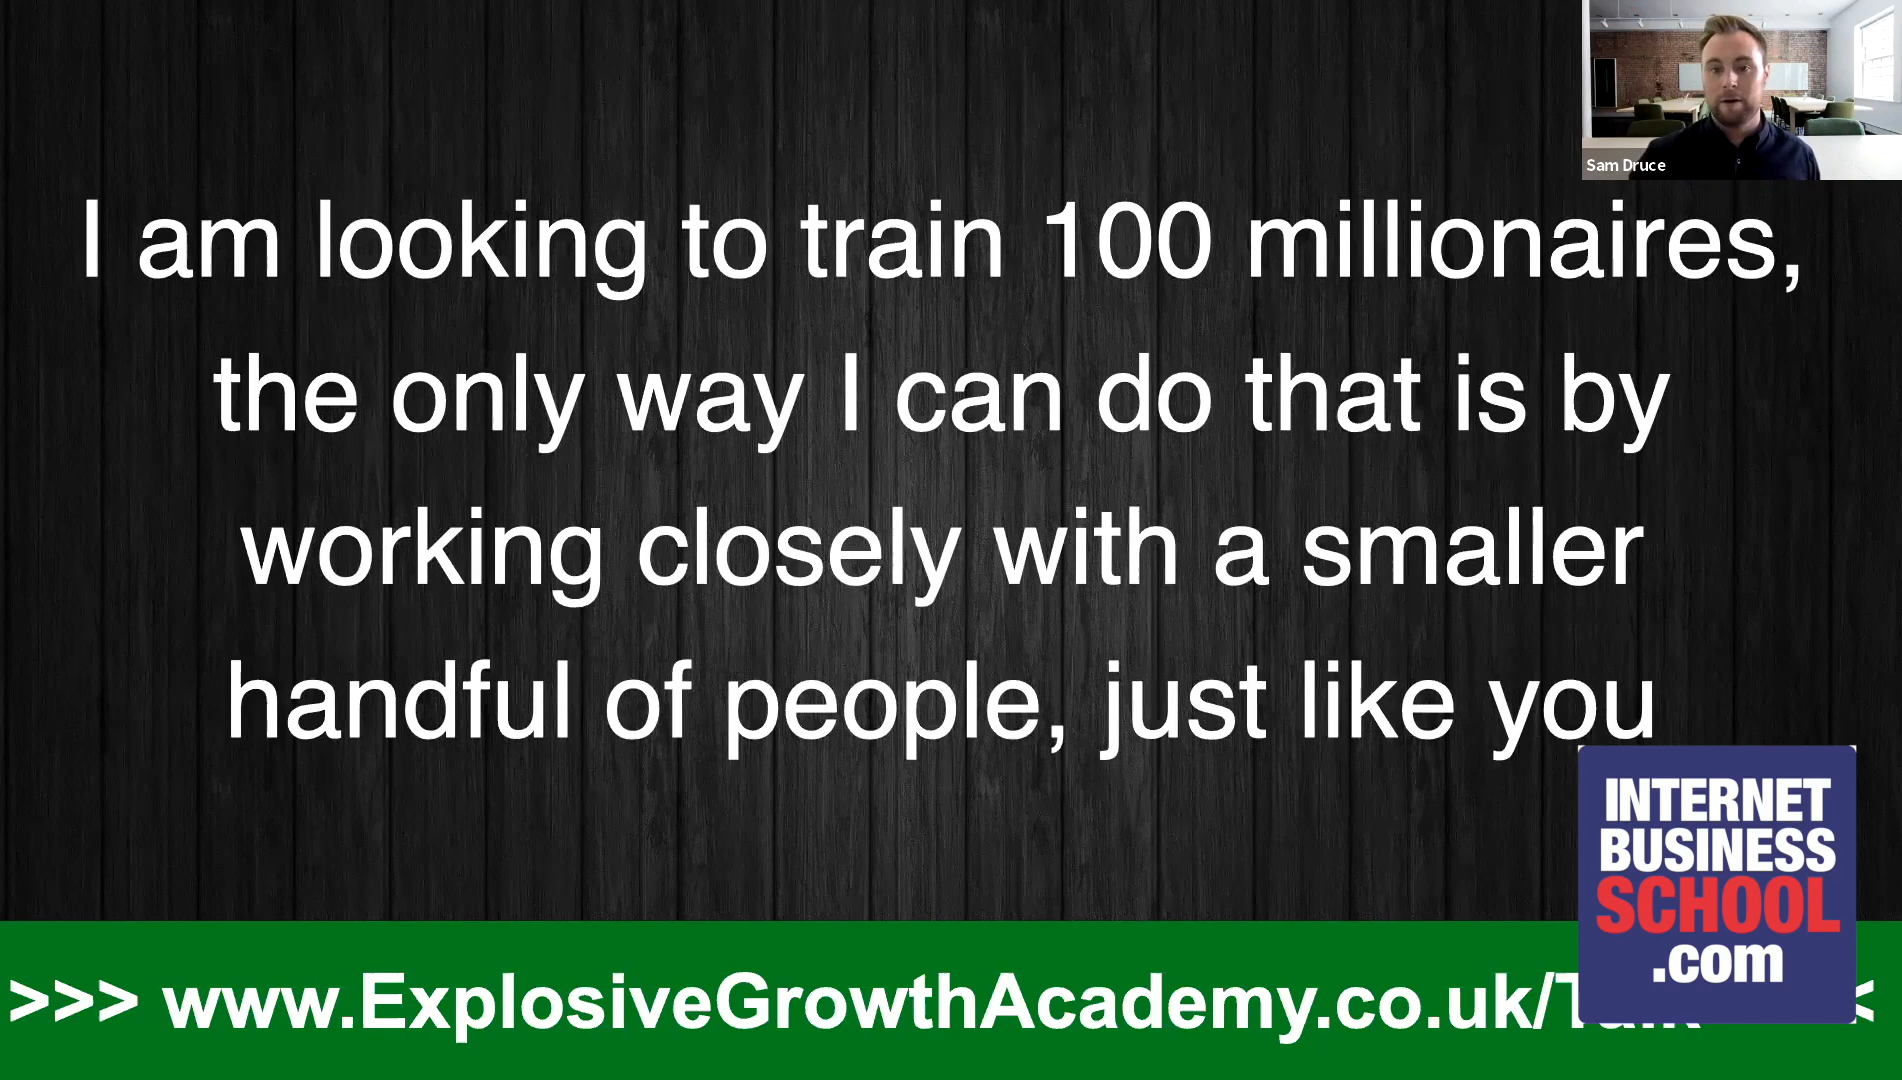 Sam Druce
I am looking to train 100 millionaires,
the only way I can do that is by
working closely with a smaller
handful of people, just like you
INTERNET
BUSINESS
SCHOOL
.com
>>> www.ExplosiveGrowthAcademy.co.uk/